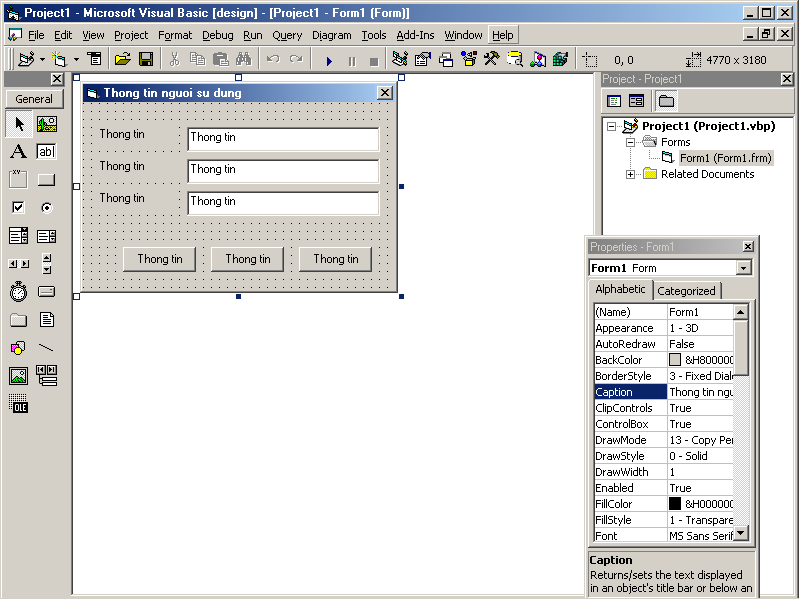 Project1 - Microsoft Visual Basic [design] - [Project1 - Form1 (Form)]
File Edit View Project Format Debug Run Query Diagram Tools Add-Ins Window Help
0, 0 4770 x 3180
General
A ab|
xy
OLE
Thong tin nguoi su dung
Thong tin Thong tin
Thong tin Thong tin
Thong tin Thong tin
Thong tin Thong tin Thong tin
Project - Project1
Project1 (Project1.vbp)
Forms
Form1 (Form1.frm)
Related Documents
Properties - Form1
Form1 Form
Alphabetic Categorized
(Name) Form1
Appearance 1 - 3D
AutoRedraw False
BackColor &H800000
BorderStyle 3 - Fixed Dial
Caption Thong tin ngu
ClipControls True
ControlBox True
DrawMode 13 - Copy Pe
DrawStyle 0 - Solid
DrawWidth 1
Enabled True
FillColor &H000000
FillStyle 1 - Transpare
Font MS Sans Serif
Caption
Returns/sets the text displayed
in an object's title bar or below an